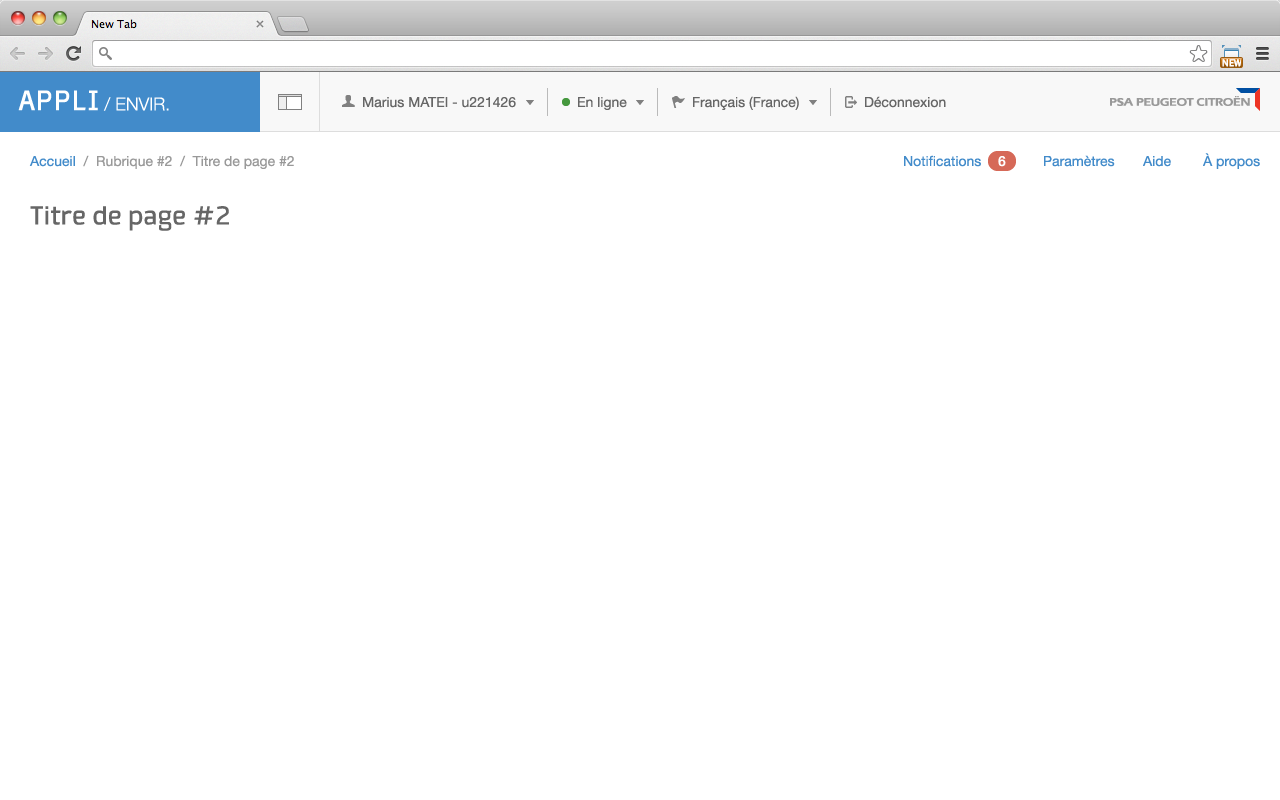 New Tab
NEW
APPLI / ENVIR.
Marius MATEI - u221426
En ligne
Français (France)
Déconnexion
PSA PEUGEOT CITROËN
Accueil / Rubrique #2 / Titre de page #2
Notifications 6
Paramètres
Aide
À propos
Titre de page #2